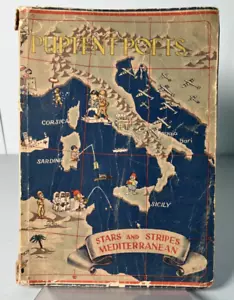 PUPTENT POETS
CORSICA
SARDINIA
Bari
SICILY
STARS AND STRIPES
MEDITERRANEAN